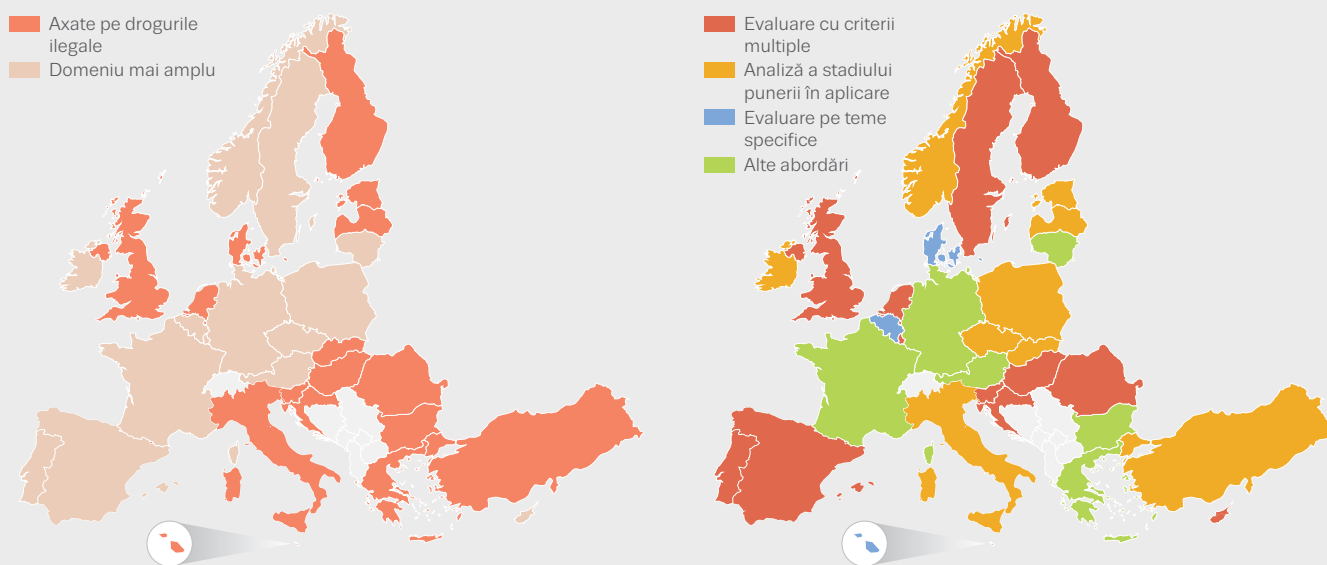 Axate pe drogurile
ilegale
Domeniu mai amplu
Evaluare cu criterii
multiple
Analiză a stadiului
punerii în aplicare
Evaluare pe teme
specifice
Alte abordări